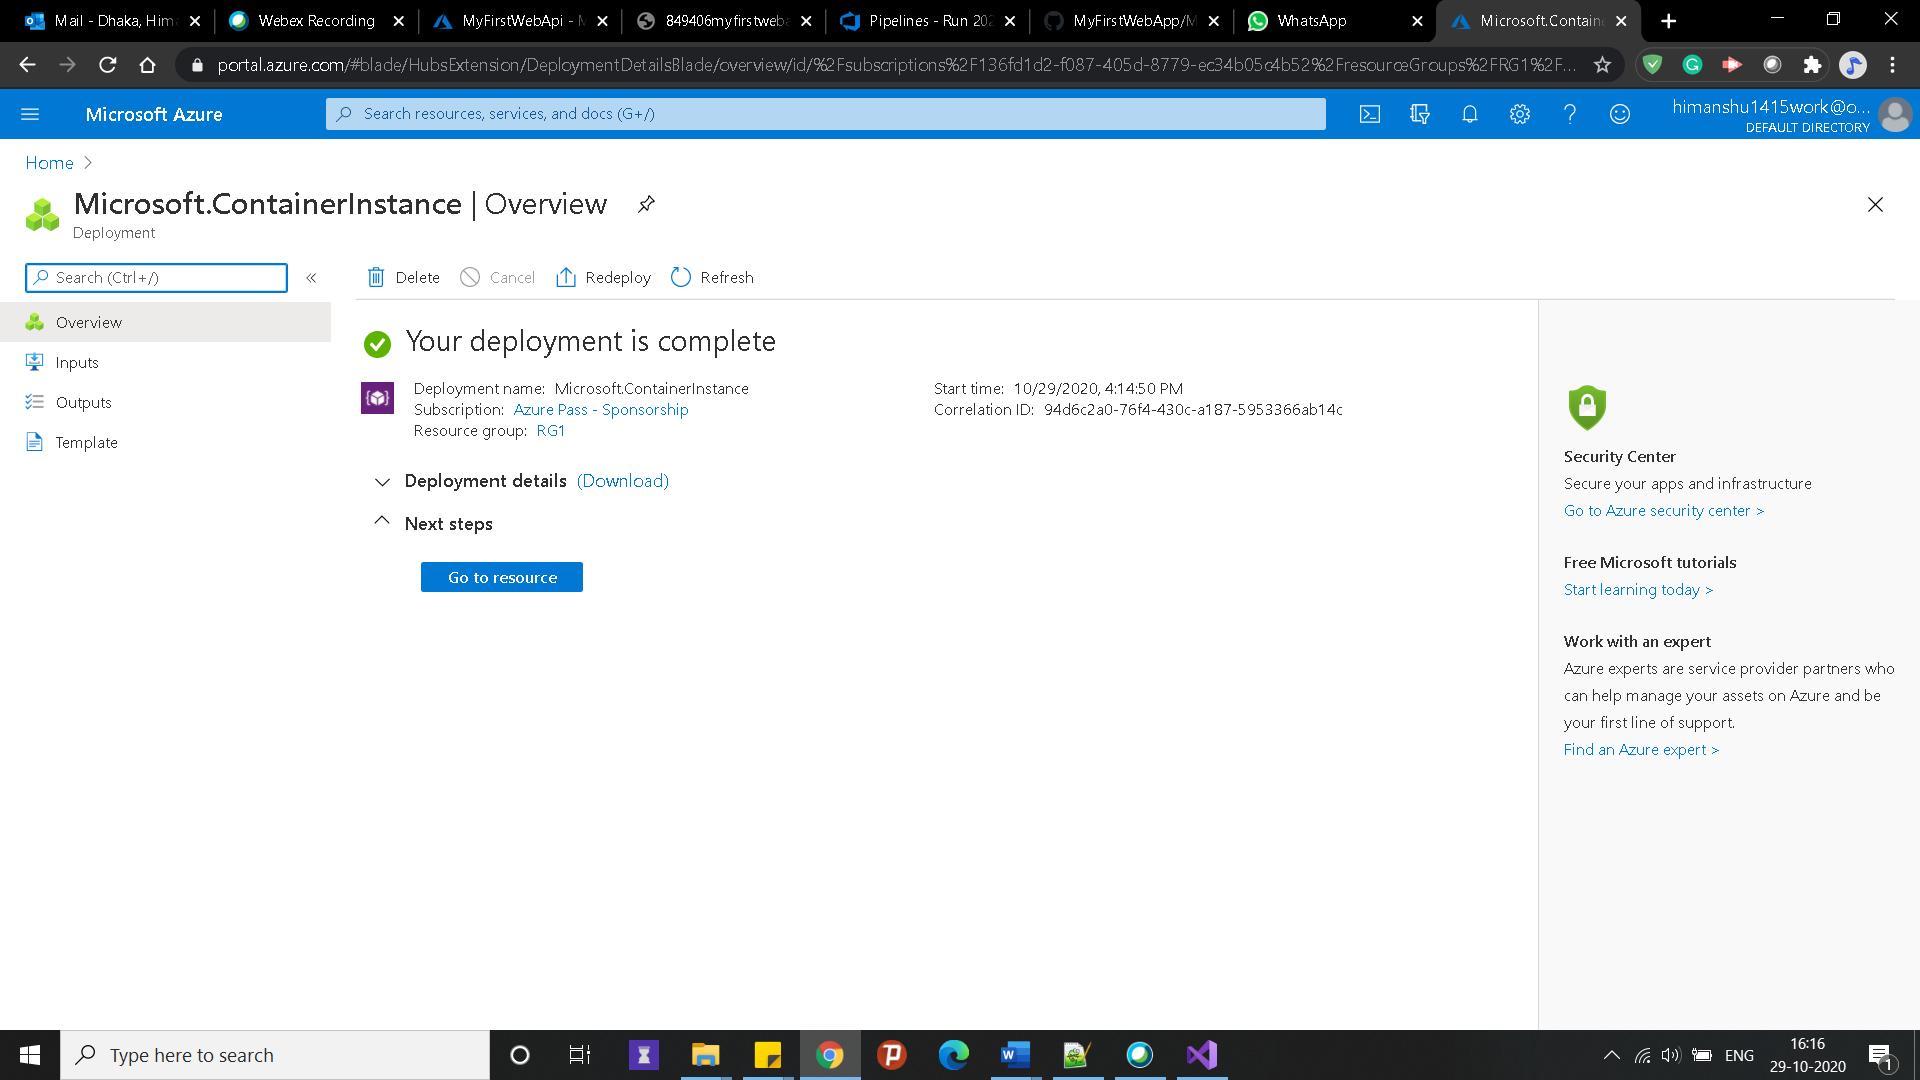 Mail - Dhaka, Him
Webex Recording
MyFirstWebApi - M
849406myfirstweba
Pipelines - Run 202
MyFirstWebApp/M
WhatsApp
Microsoft.Containe
portal.azure.com/#blade/HubsExtension/DeploymentDetailsBlade/overview/id/%2Fsubscriptions%2F136fd1d2-f087-405d-8779-ec34b05c4b52%2FresourceGroups%2FRG1%2F...
Microsoft Azure
Search resources, services, and docs (G+/)
himanshu1415work@o...
DEFAULT DIRECTORY
Home
Microsoft.ContainerInstance | Overview
Deployment
Search (Ctrl+/)
Delete
Cancel
Redeploy
Refresh
Overview
Inputs
Outputs
Template
Your deployment is complete
Deployment name: Microsoft.ContainerInstance
Subscription: Azure Pass - Sponsorship
Resource group: RG1
Start time: 10/29/2020, 4:14:50 PM
Correlation ID: 94d6c2a0-76f4-430c-a187-5953366ab14c
Deployment details (Download)
Next steps
Go to resource
Security Center
Secure your apps and infrastructure
Go to Azure security center >
Free Microsoft tutorials
Start learning today >
Work with an expert
Azure experts are service provider partners who
can help manage your assets on Azure and be
your first line of support.
Find an Azure expert >
Type here to search
ENG
16:16
29-10-2020
1